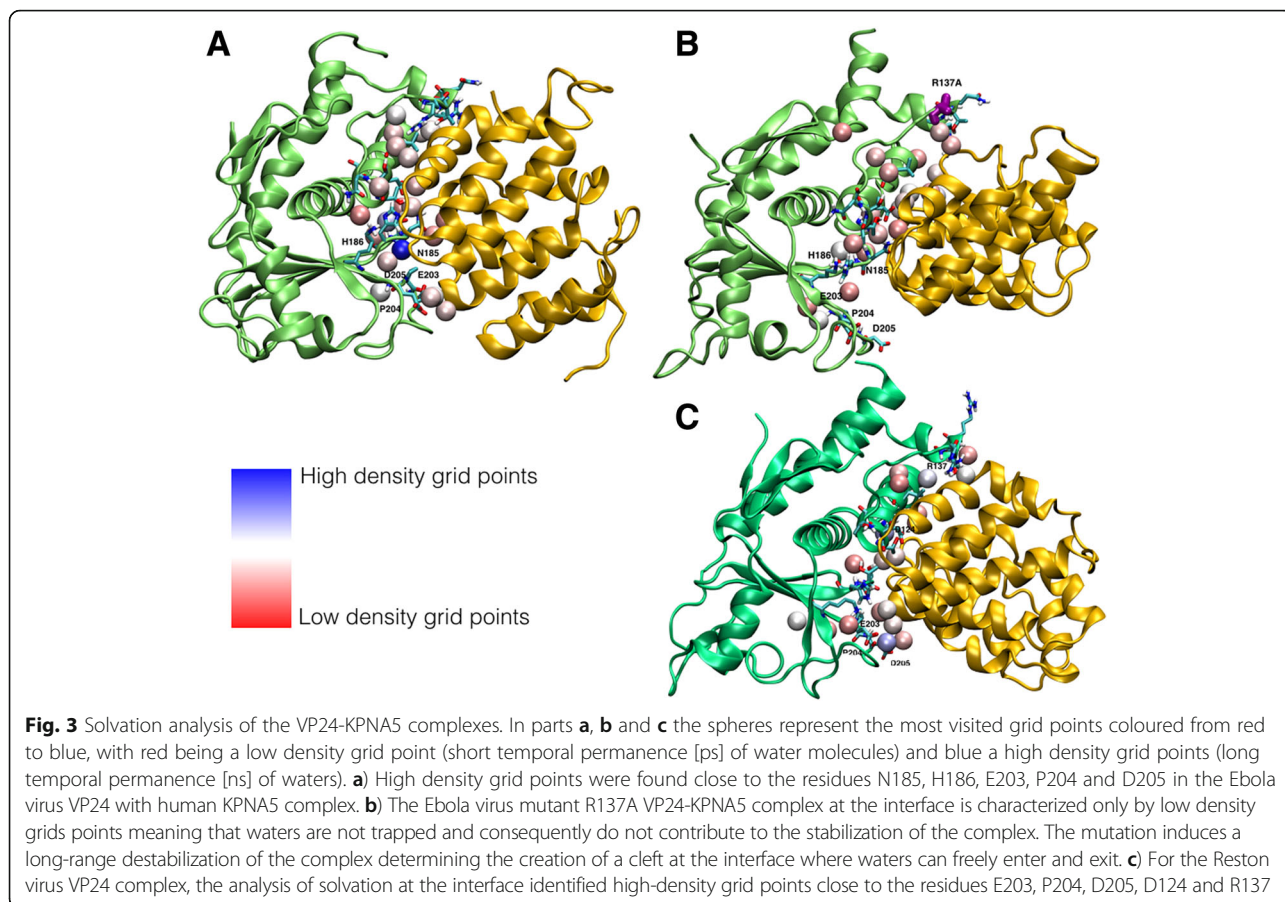 A
H186
N185
D205
E203
P204
B
R137A
H186
N185
E203
P204
D205
High density grid points
Low density grid points
C
R137
D124
E203
P204
D205
Fig. 3 Solvation analysis of the VP24-KPNA5 complexes. In parts a, b and c the spheres represent the most visited grid points coloured from red
to blue, with red being a low density grid point (short temporal permanence [ps] of water molecules) and blue a high density grid points (long
temporal permanence [ns] of waters). a) High density grid points were found close to the residues N185, H186, E203, P204 and D205 in the Ebola
virus VP24 with human KPNA5 complex. b) The Ebola virus mutant R137A VP24-KPNA5 complex at the interface is characterized only by low density
grids points meaning that waters are not trapped and consequently do not contribute to the stabilization of the complex. The mutation induces a
long-range destabilization of the complex determining the creation of a cleft at the interface where waters can freely enter and exit. c) For the Reston
virus VP24 complex, the analysis of solvation at the interface identified high-density grid points close to the residues E203, P204, D205, D124 and R137